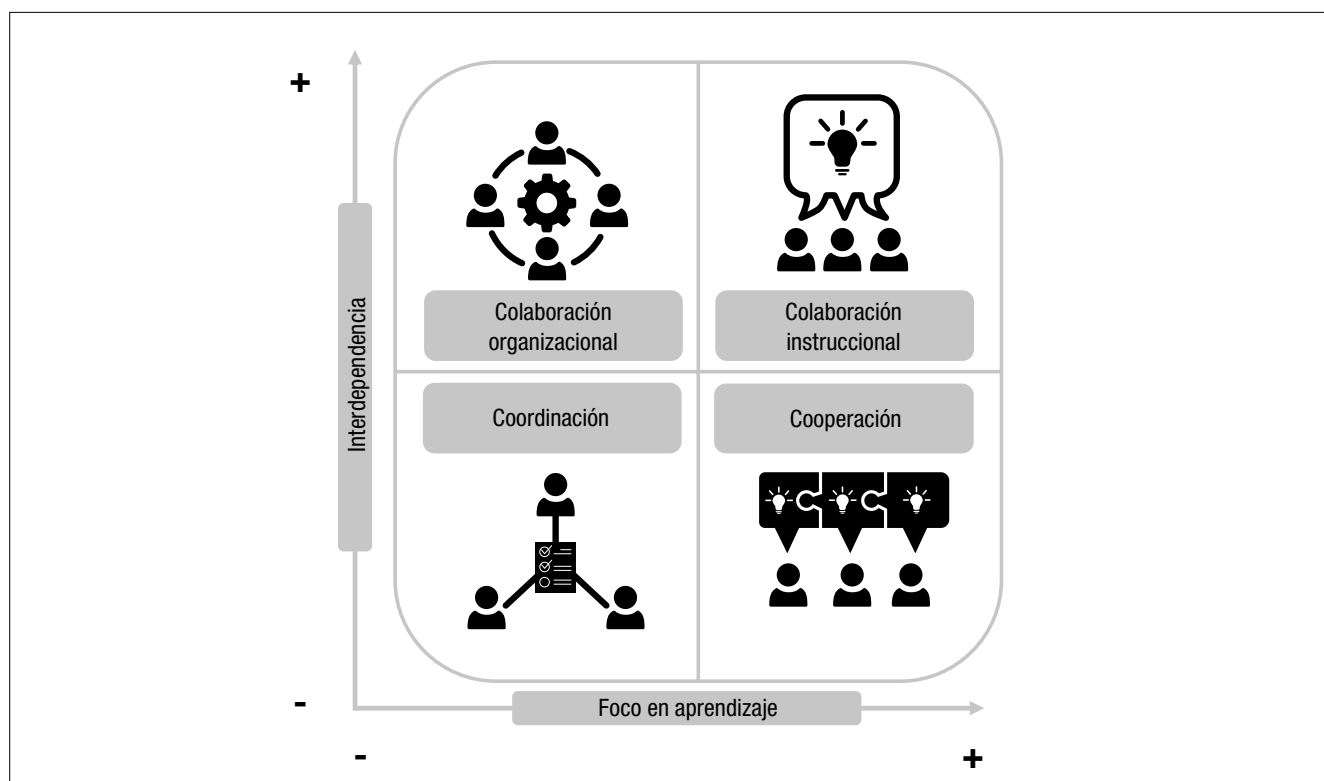 +
Interdependencia
Colaboración
organizacional
Colaboración
instruccional
Coordinación
Cooperación
-
Foco en aprendizaje
-
+